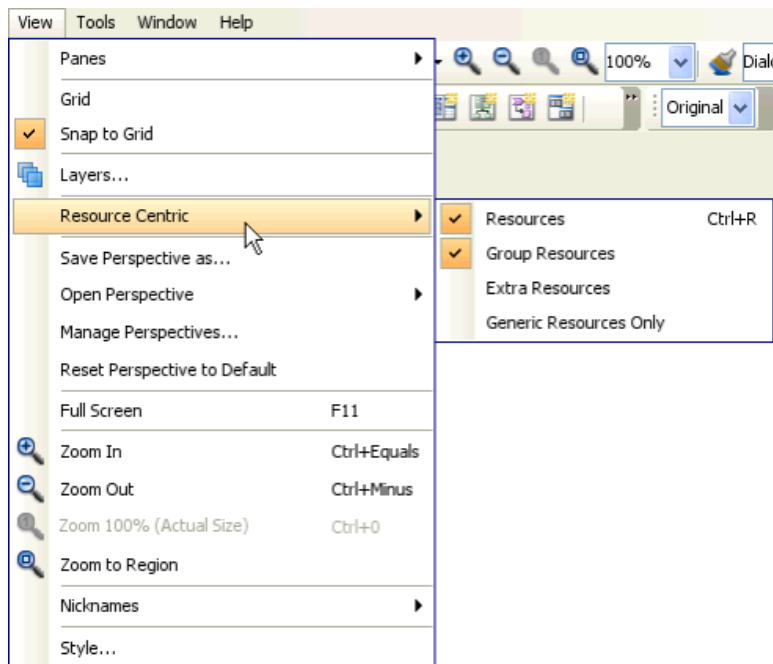 View Tools Window Help
Panes
100%
Grid
Original
Snap to Grid
Layers...
Resource Centric
Resources Ctrl+R
Group Resources
Extra Resources
Generic Resources Only
Save Perspective as...
Open Perspective
Manage Perspectives...
Reset Perspective to Default
Full Screen F11
Zoom In Ctrl+Equals
Zoom Out Ctrl+Minus
Zoom 100% (Actual Size) Ctrl+0
Zoom to Region
Nicknames
Style...